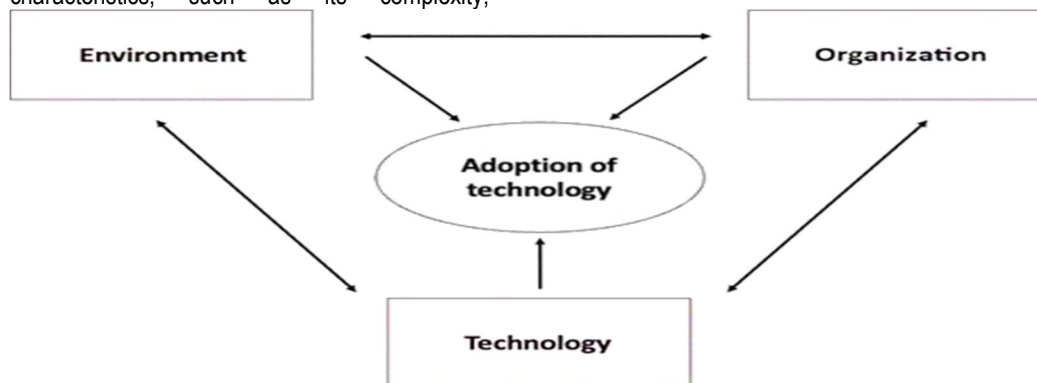 characteristics, such as its complexity,
Environment
Organization
Adoption of
technology
Technology